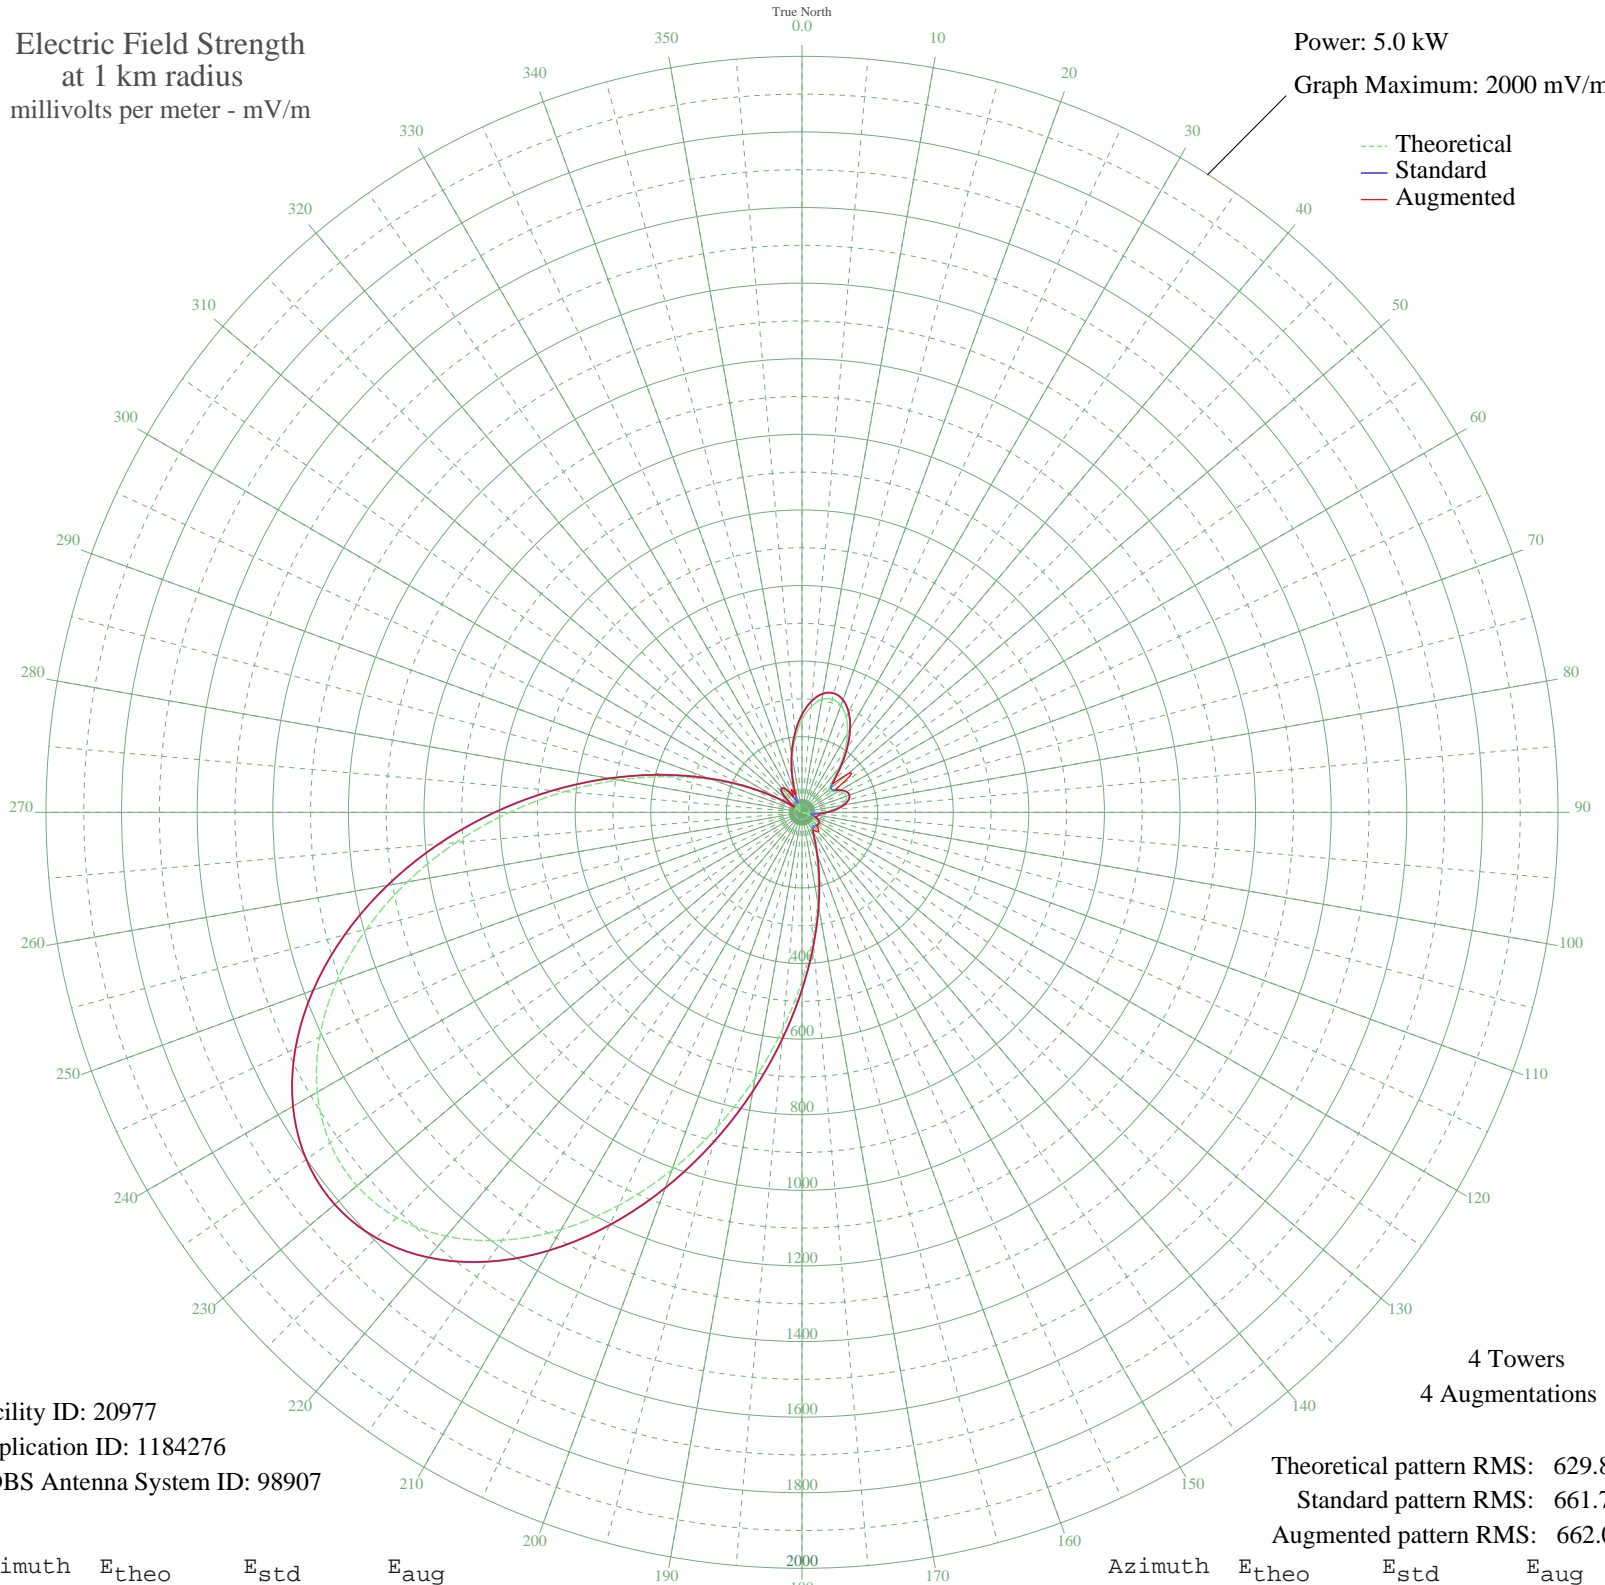 True North
Electric Field Strength
at 1 km radius
millivolts per meter - mV/m
Power: 5.0 kW
Graph Maximum: 2000 mV/m
Theoretical
Standard
Augmented
0.0
10
20
30
40
50
60
70
80
90
100
110
120
130
140
150
160
170
190
200
210
220
230
240
250
260
270
280
290
300
310
320
330
340
350
400
600
800
1000
1200
1400
1600
1800
2000
4 Towers
4 Augmentations
cility ID: 20977
plication ID: 1184276
DBS Antenna System ID: 98907
Theoretical pattern RMS: 629.8
Standard pattern RMS: 661.7
Augmented pattern RMS: 662.0
imuth Etheo Estd Eaug
Azimuth Etheo Estd Eaug